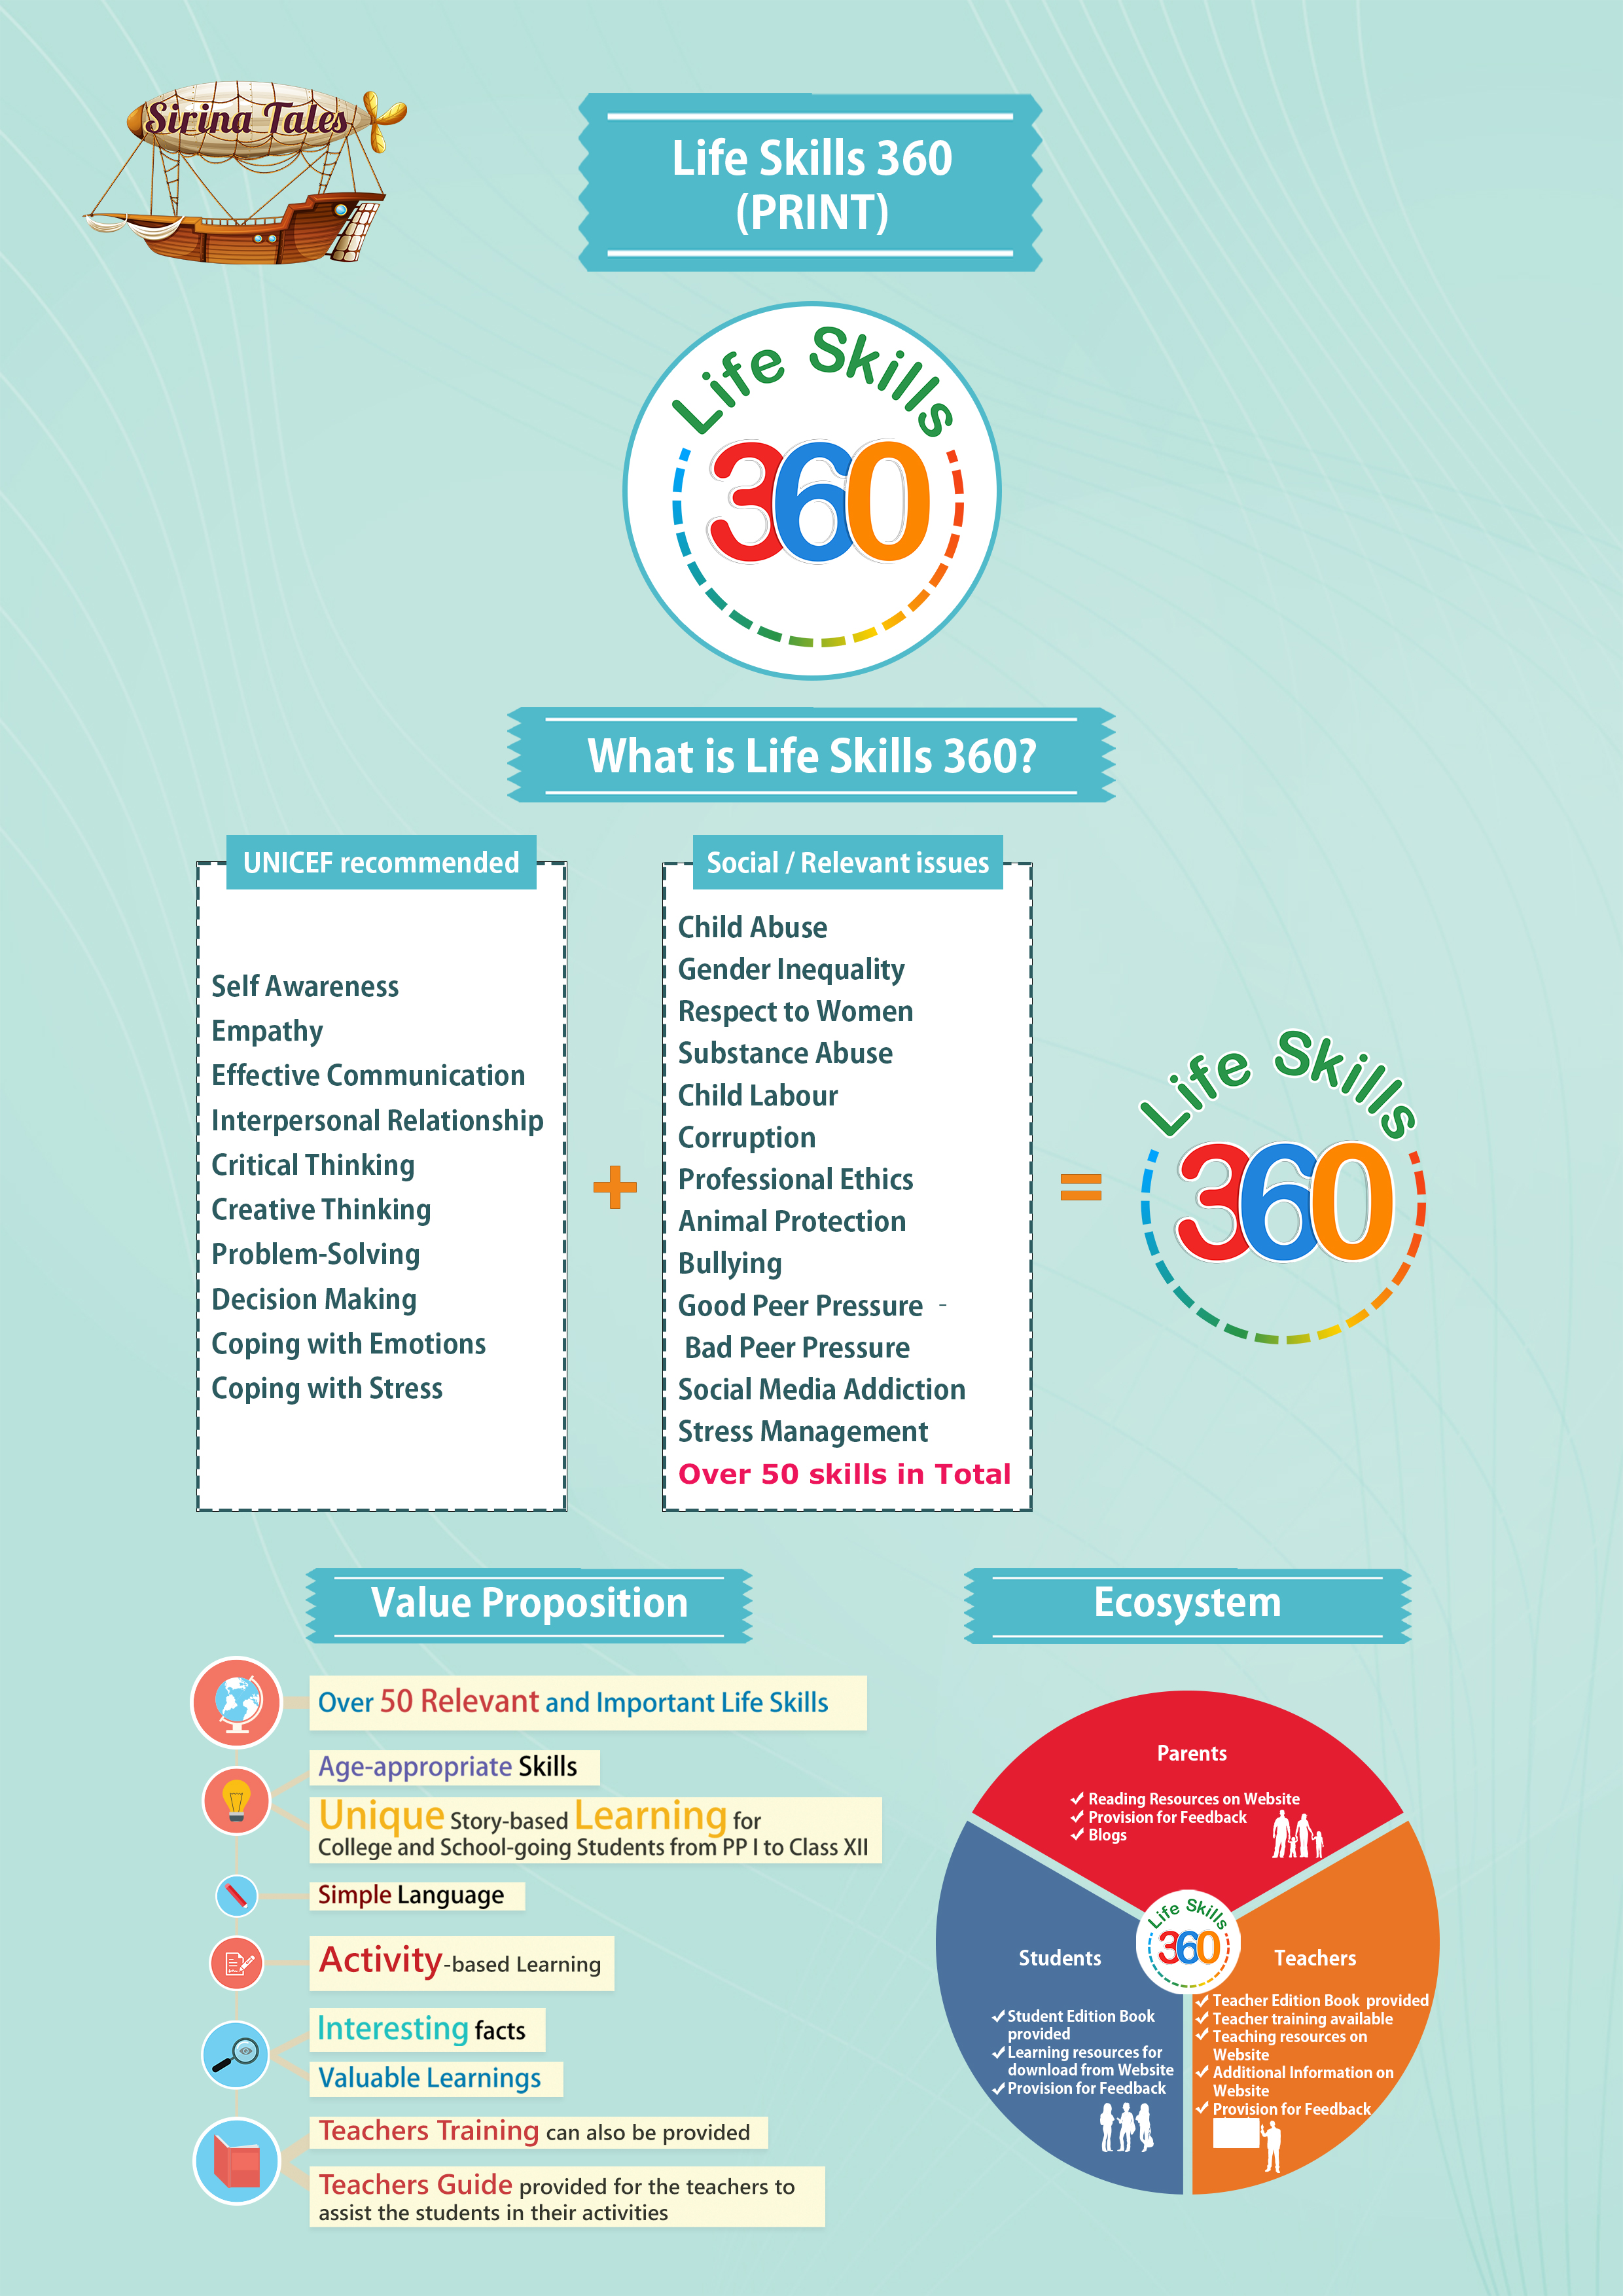 Sirina Tales
Life Skills 360
(PRINT)
Life Skills
360
What is Life Skills 360?
UNICEF recommended
Self Awareness
Empathy
Effective Communication
Interpersonal Relationship
Critical Thinking
Creative Thinking
Problem-Solving
Decision Making
Coping with Emotions
Coping with Stress
+
Social / Relevant issues
Child Abuse
Gender Inequality
Respect to Women
Substance Abuse
Child Labour
Corruption
Professional Ethics
Animal Protection
Bullying
Good Peer Pressure -
Bad Peer Pressure
Social Media Addiction
Stress Management
Over 50 skills in Total
=
Life Skills
360
Value Proposition
Over 50 Relevant and Important Life Skills
Age-appropriate Skills
Unique Story-based Learning for
College and School-going Students from PP I to Class XII
Simple Language
Activity-based Learning
Interesting facts
Valuable Learnings
Teachers Training can also be provided
Teachers Guide provided for the teachers to
assist the students in their activities
Ecosystem
Parents
✓ Reading Resources on Website
✓ Provision for Feedback
✓ Blogs
Life Skills
360
Students
✓ Student Edition Book
provided
✓ Learning resources for
download from Website
✓ Provision for Feedback
Teachers
✓ Teacher Edition Book provided
✓ Teacher training available
✓ Teaching resources on
Website
✓ Additional Information on
Website
✓ Provision for Feedback